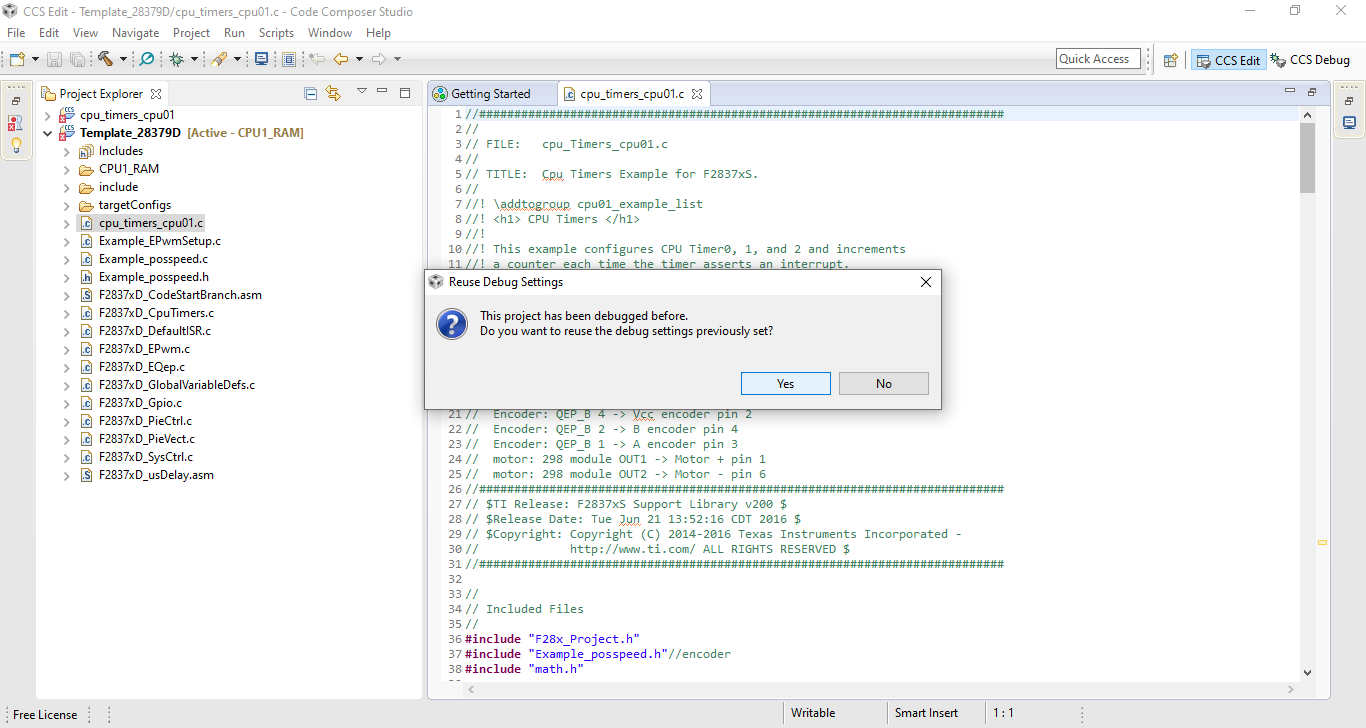 CCS Edit - Template_28379D/cpu_timers_cpu01.c - Code Composer Studio
File Edit View Navigate Project Run Scripts Window Help
Quick Access
CCS Edit
CCS Debug
Project Explorer
cpu_timers_cpu01
Template_28379D [Active - CPU1_RAM]
Includes
CPU1_RAM
include
targetConfigs
cpu_timers_cpu01.c
Example_EPwmSetup.c
Example_posspeed.c
Example_posspeed.h
F2837xD_CodeStartBranch.asm
F2837xD_CpuTimers.c
F2837xD_DefaultISR.c
F2837xD_EPwm.c
F2837xD_EQep.c
F2837xD_GlobalVariableDefs.c
F2837xD_Gpio.c
F2837xD_PieCtrl.c
F2837xD_PieVect.c
F2837xD_SysCtrl.c
F2837xD_usDelay.asm
Getting Started
cpu_timers_cpu01.c
1 //###########################################################################
2 //
3 // FILE:   cpu_Timers_cpu01.c
4 //
5 // TITLE:  Cpu Timers Example for F2837xS.
6 //
7 //! \addtogroup cpu01_example_list
8 //! <h1> CPU Timers </h1>
9 //!
10 //! This example configures CPU Timer0, 1, and 2 and increments
11 //! a counter each time the timer asserts an interrupt.
Reuse Debug Settings
This project has been debugged before.
Do you want to reuse the debug settings previously set?
Yes
No
21 //  Encoder: QEP_B 4 -> Vcc encoder pin 2
22 //  Encoder: QEP_B 2 -> B encoder pin 4
23 //  Encoder: QEP_B 1 -> A encoder pin 3
24 //  motor: 298 module OUT1 -> Motor + pin 1
25 //  motor: 298 module OUT2 -> Motor - pin 6
26 //###########################################################################
27 // $TI Release: F2837xS Support Library v200 $
28 // $Release Date: Tue Jun 21 13:52:16 CDT 2016 $
29 // $Copyright: Copyright (C) 2014-2016 Texas Instruments Incorporated -
30 //             http://www.ti.com/ ALL RIGHTS RESERVED $
31 //###########################################################################
32
33 //
34 // Included Files
35 //
36 #include "F28x_Project.h"
37 #include "Example_posspeed.h"//encoder
38 #include "math.h"
Free License
Writable
Smart Insert
1 : 1